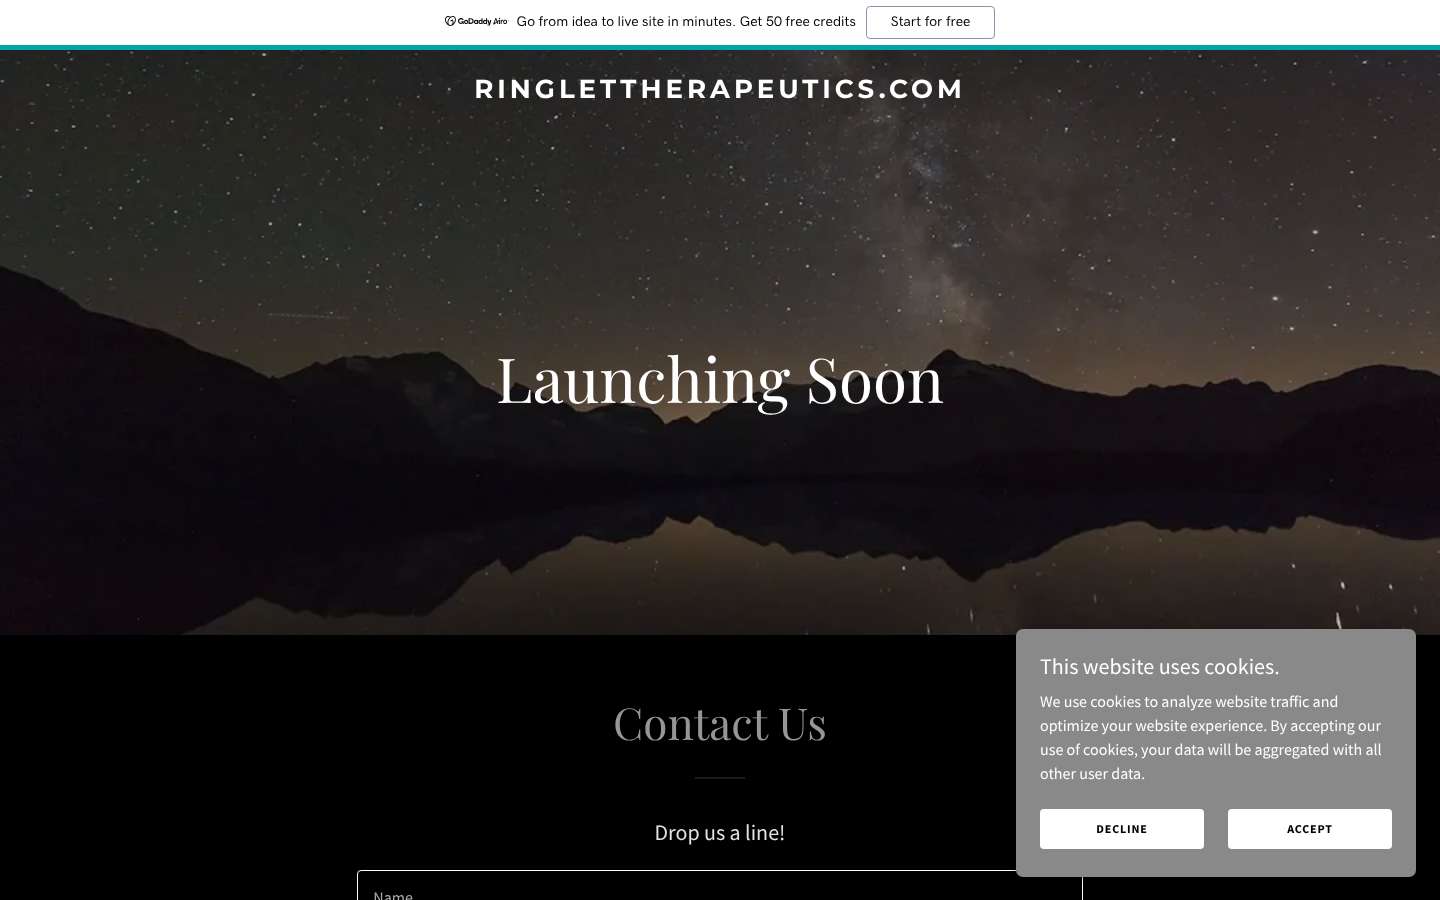 GoDaddy Airo Go from idea to live site in minutes. Get 50 free credits Start for free
RINGLETTHERAPEUTICS.COM
Launching Soon
Contact Us
Drop us a line!
Name
This website uses cookies.
We use cookies to analyze website traffic and
optimize your website experience. By accepting our
use of cookies, your data will be aggregated with all
other user data.
DECLINE ACCEPT